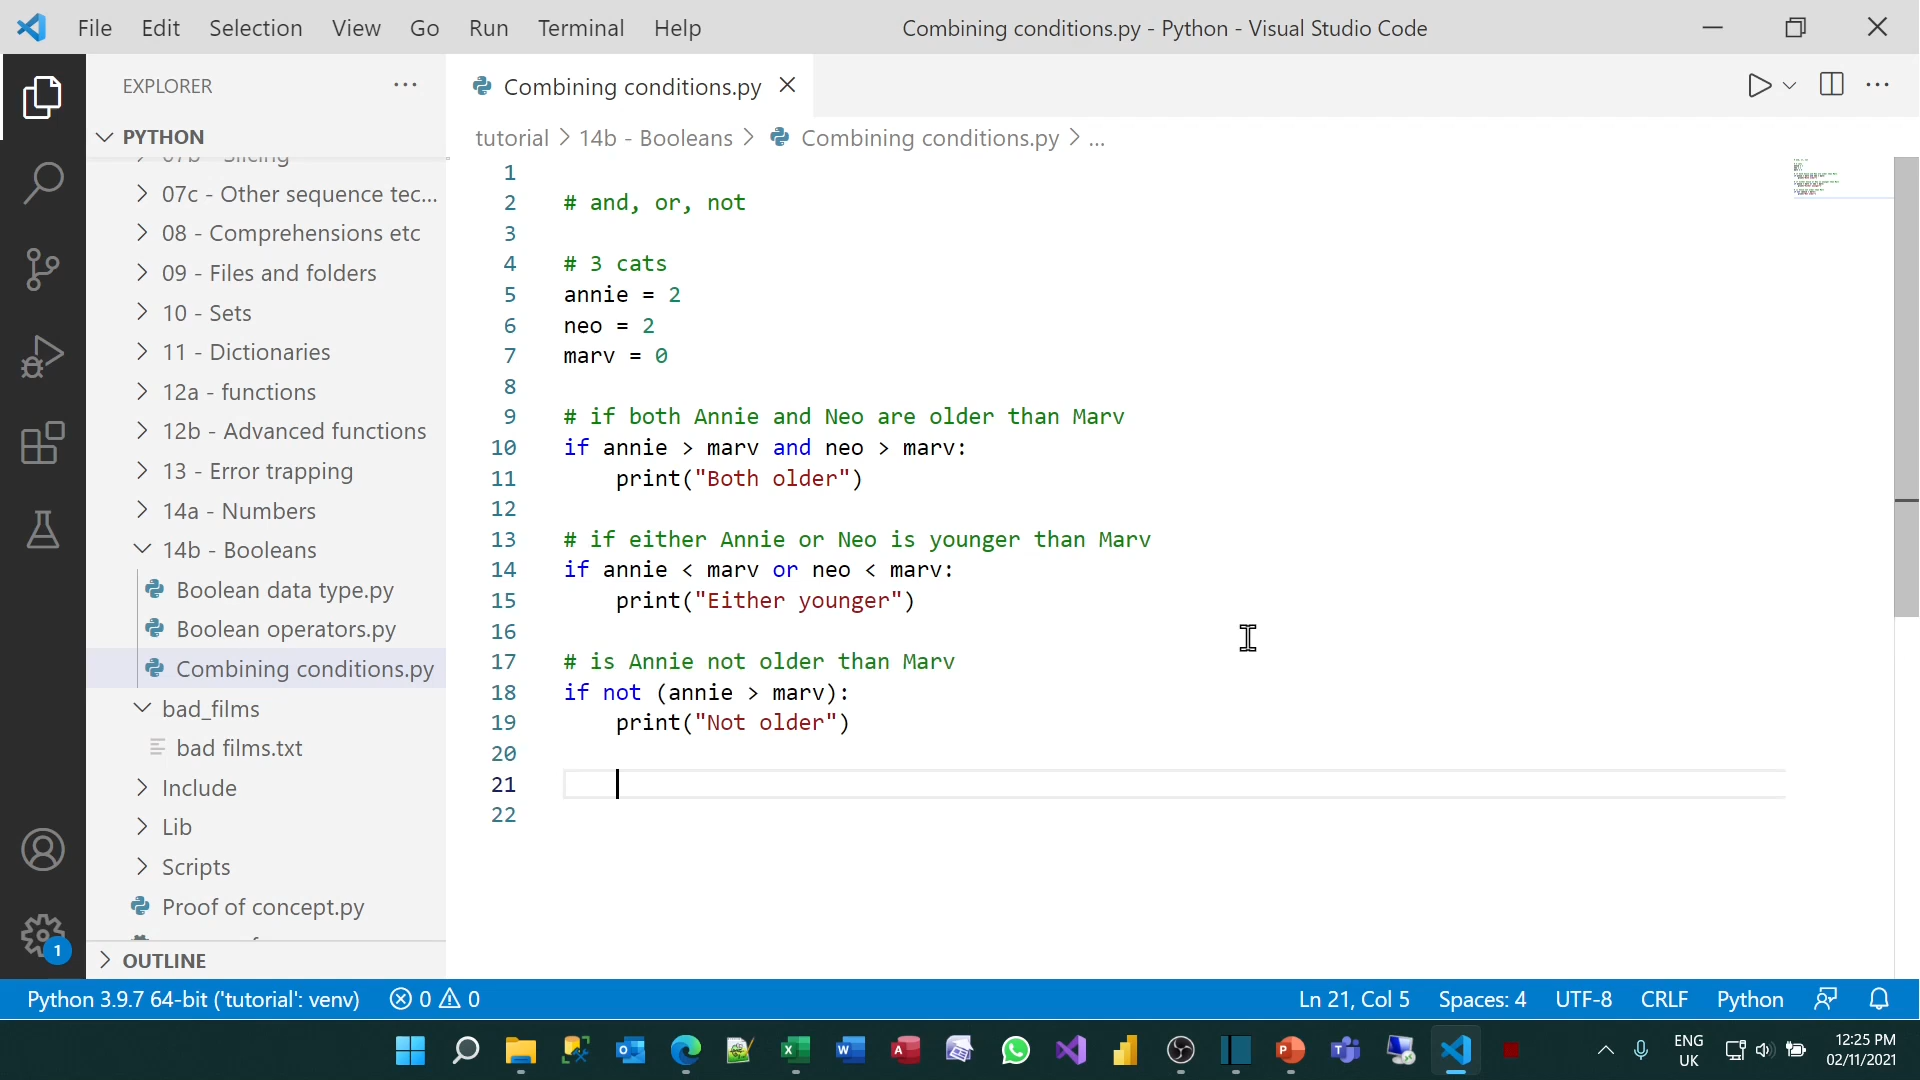 File Edit Selection View Go Run Terminal Help Combining conditions.py - Python - Visual Studio Code
EXPLORER ···
Combining conditions.py
PYTHON
tutorial > 14b - Booleans > Combining conditions.py > ...
07b - Slicing
07c - Other sequence tec...
08 - Comprehensions etc
09 - Files and folders
10 - Sets
11 - Dictionaries
12a - functions
12b - Advanced functions
13 - Error trapping
14a - Numbers
14b - Booleans
Boolean data type.py
Boolean operators.py
Combining conditions.py
bad_films
bad films.txt
Include
Lib
Scripts
Proof of concept.py
OUTLINE
1
2 # and, or, not
3
4 # 3 cats
5 annie = 2
6 neo = 2
7 marv = 0
8
9 # if both Annie and Neo are older than Marv
10 if annie > marv and neo > marv:
11 print("Both older")
12
13 # if either Annie or Neo is younger than Marv
14 if annie < marv or neo < marv:
15 print("Either younger")
16
17 # is Annie not older than Marv
18 if not (annie > marv):
19 print("Not older")
20
21
22
1
Python 3.9.7 64-bit ('tutorial': venv) 0 0 Ln 21, Col 5 Spaces: 4 UTF-8 CRLF Python
ENG
UK
12:25 PM
02/11/2021